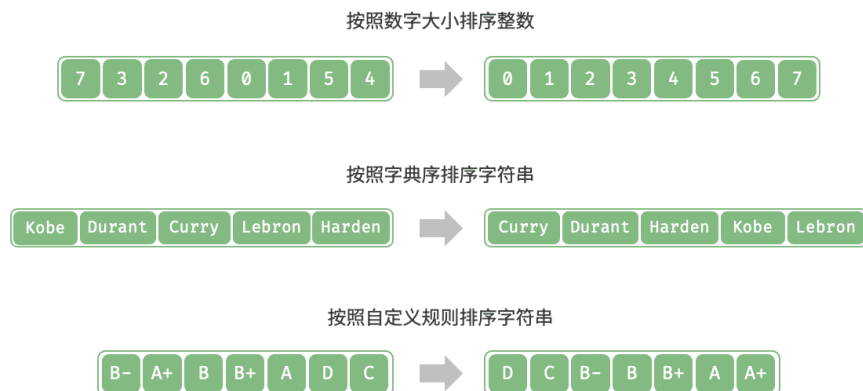 按照数字大小排序整数
7 3 2 6 0 1 5 4 0 1 2 3 4 5 6 7
按照字典序排序字符串
Kobe Durant Curry Lebron Harden Curry Durant Harden Kobe Lebron
按照自定义规则排序字符串
B- A+ B B+ A D C D C B- B B+ A A+